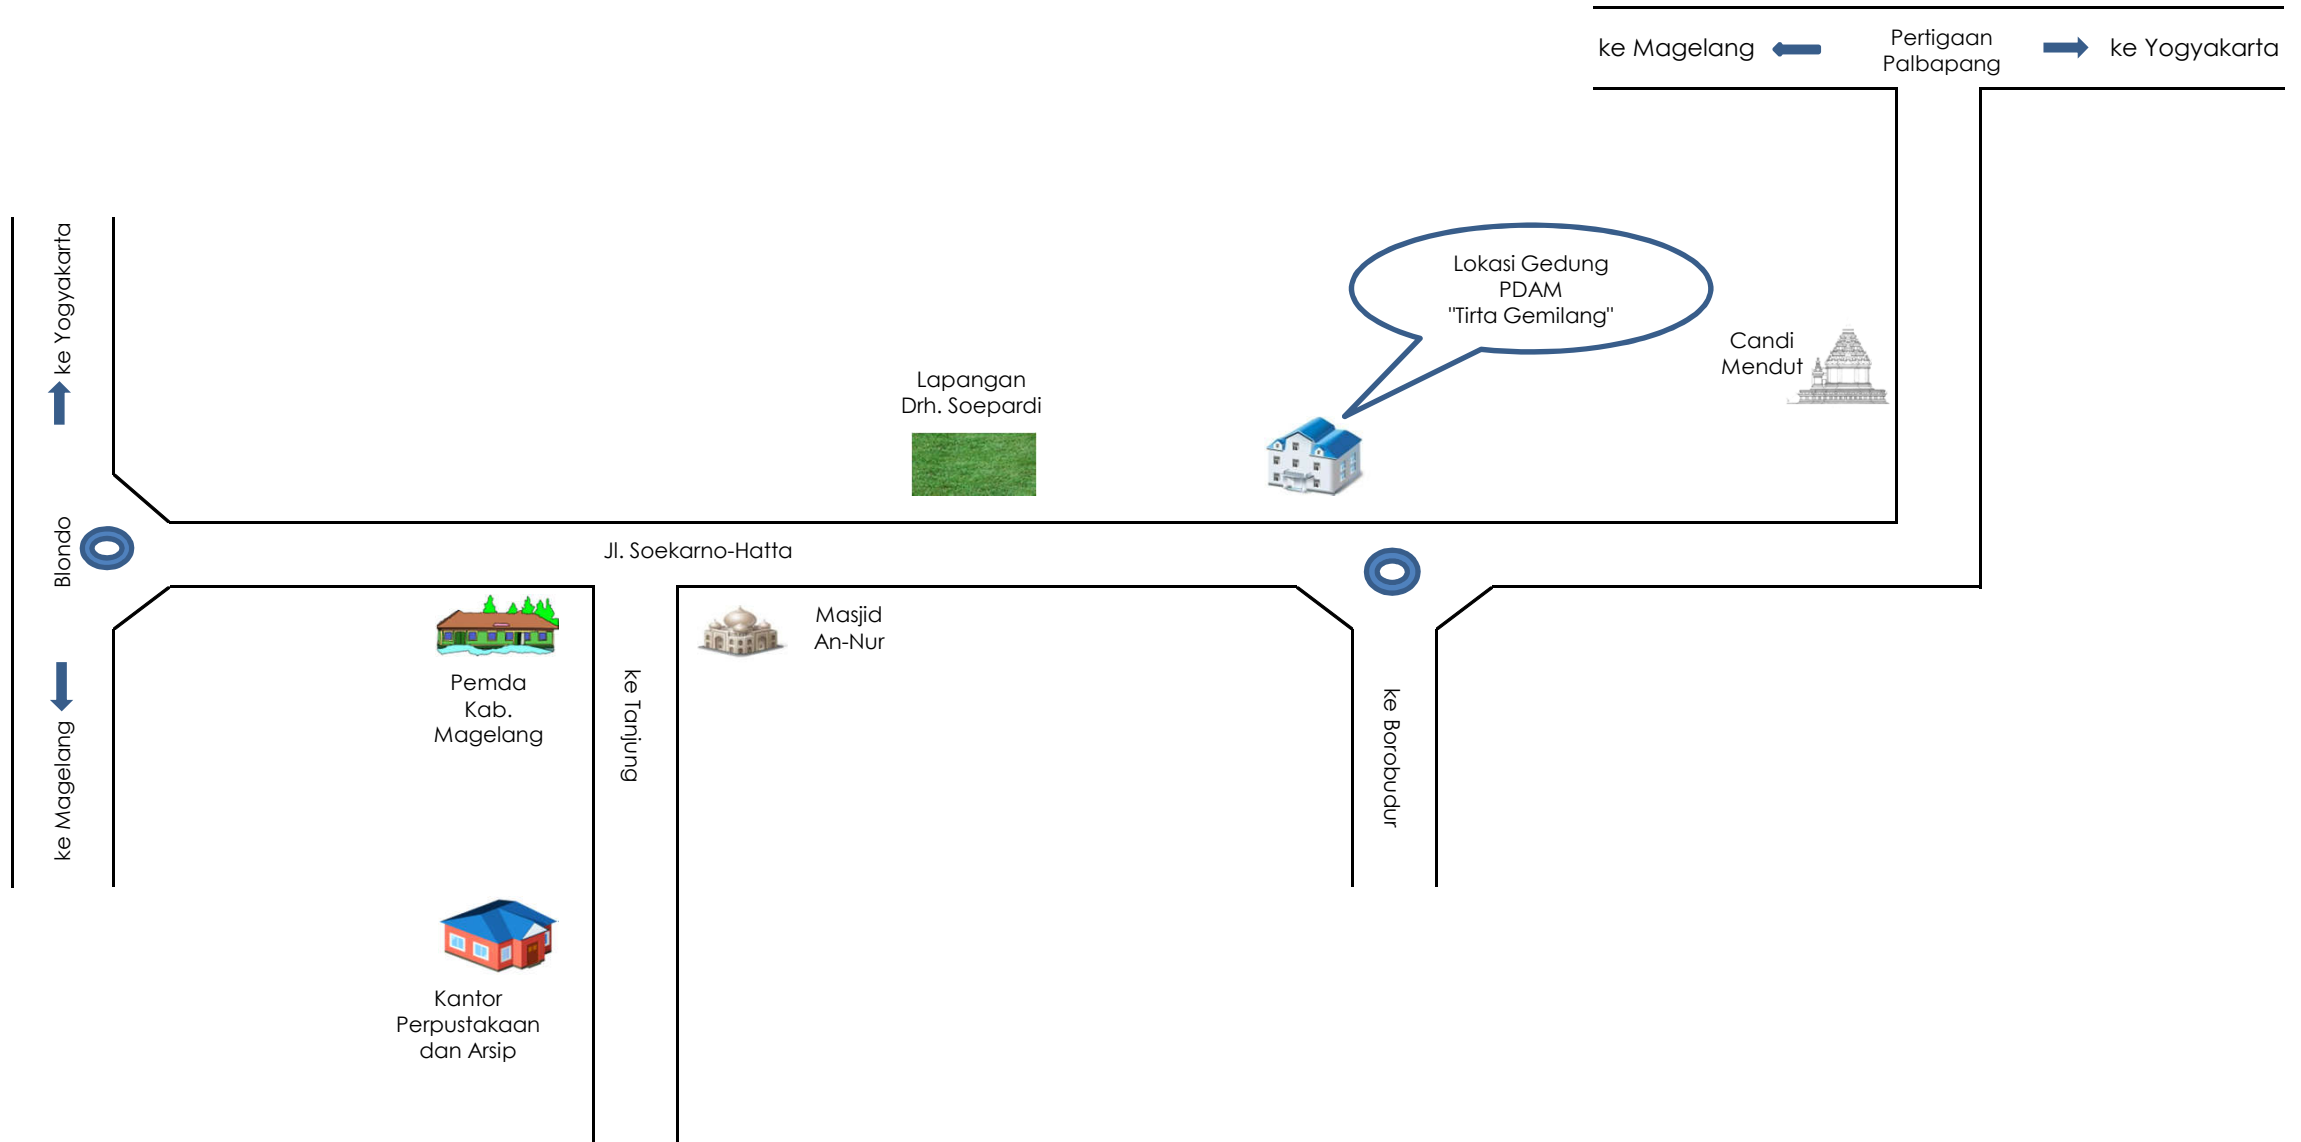 ke Magelang
Pertigaan
Palbapang
ke Yogyakarta
ke Yogyakarta
Lokasi Gedung
PDAM
"Tirta Gemilang"
Candi
Mendut
Lapangan
Drh. Soepardi
Blondo
Jl. Soekarno-Hatta
Masjid
An-Nur
Pemda
Kab.
Magelang
ke Tanjung
ke Borobudur
ke Magelang
Kantor
Perpustakaan
dan Arsip